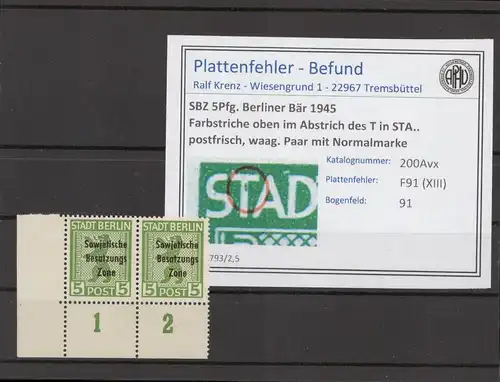 Plattenfehler - Befund
Ralf Krenz - Wiesengrund 1 - 22967 Tremsbüttel
SBZ 5Pfg. Berliner Bär 1945
Farbstriche oben im Abstrich des T in STA..
postfrisch, waag. Paar mit Normalmarke
Katalognummer: 200Avx
Plattenfehler: F91 (XIII)
Bogenfeld: 91
STAD
793/2,5
STADT BERLIN STADT BERLIN
Sowjetische Sowjetische
Besatzungs Besatzungs
Zone Zone
5 POST 5 5 POST 5
1 2